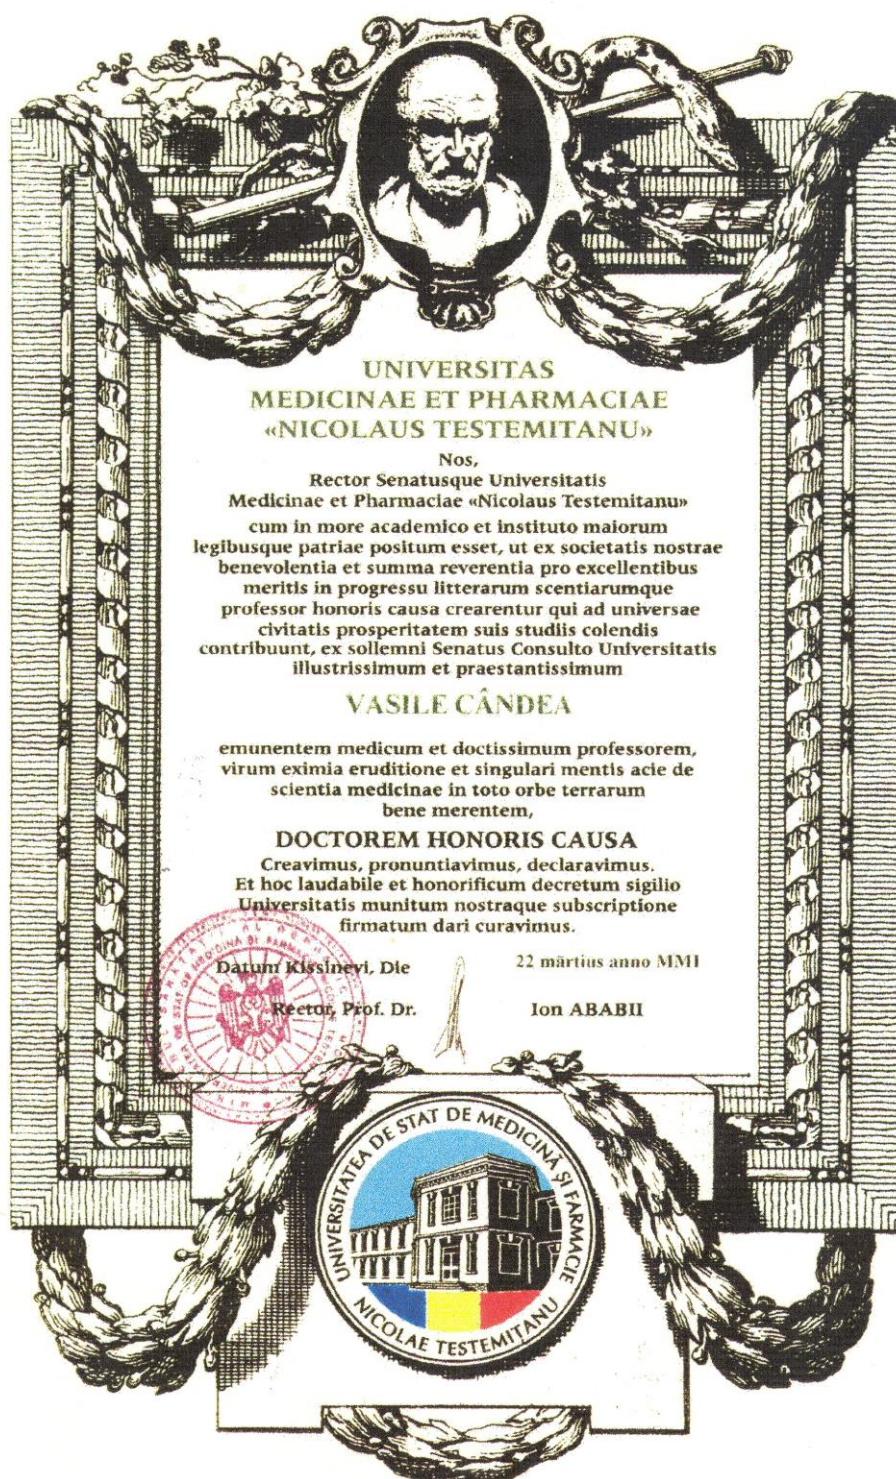 UNIVERSITAS
MEDICINAE ET PHARMACIAE
«NICOLAUS TESTEMITANU»
Nos,
Rector Senatusque Universitatis
Medicinae et Pharmaciae «Nicolaus Testemitanu»
cum in more academico et instituto maiorum
legibusque patriae positum esset, ut ex societatis nostrae
benevolentia et summa reverentia pro excellentibus
meritis in progressu litterarum scentiarumque
professor honoris causa crearentur qui ad universae
civitatis prosperitatem suis studiis colendis
contribuunt, ex sollemni Senatus Consulto Universitatis
illustrissimum et praestantissimum
VASILE CÂNDEA
emunentem medicum et doctissimum professorem,
virum eximia eruditione et singulari mentis acie de
scientia medicinae in toto orbe terrarum
bene merentem,
DOCTOREM HONORIS CAUSA
Creavimus, pronuntiavimus, declaravimus.
Et hoc laudabile et honorificum decretum sigilio
Universitatis munitum nostraque subscriptione
firmatum dari curavimus.
Datum Kissinevi, Die 22 märtius anno MMI
Rector, Prof. Dr. Ion ABABII
UNIVERSITATEA DE STAT DE MEDICINĂ ȘI FARMACIE
NICOLAE TESTEMIȚANU